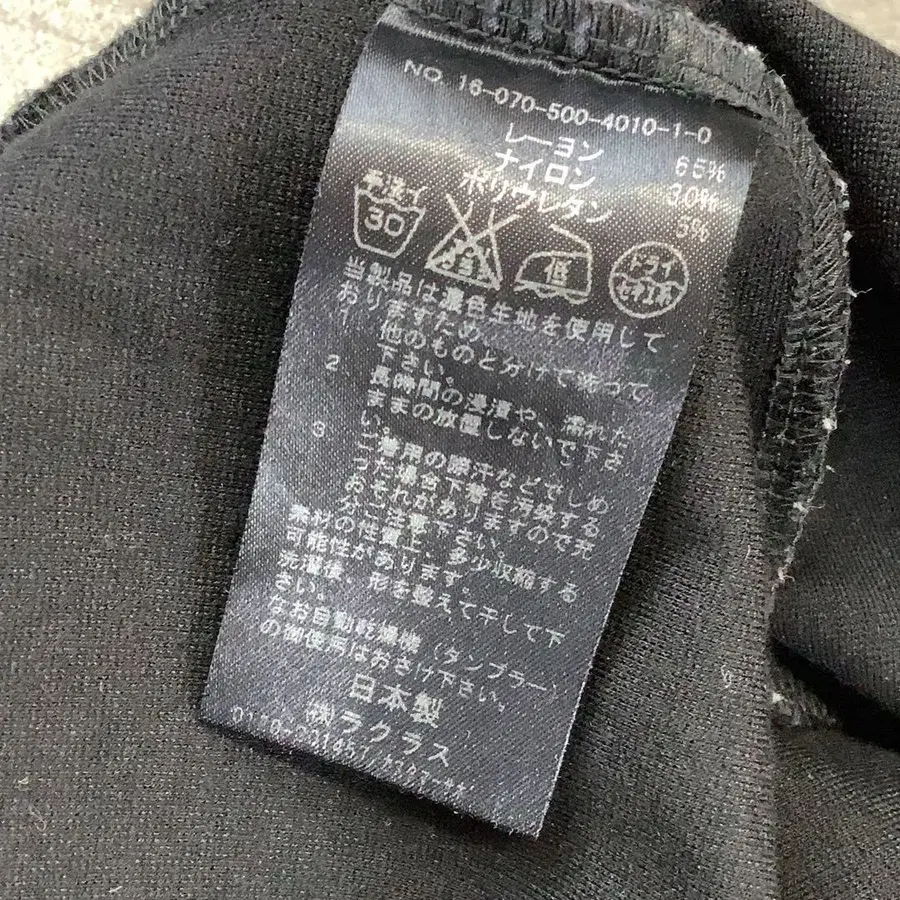 NO. 16-070-500-4010-1-0
レーヨン 65%
ナイロン 30%
ポリウレタン 5%
手洗イ
30
低
ドライ
セキユ系
当製品は濃色生地を使用して
おりますため、
1 他のものと分けて洗って
下さい。
2 長時間の浸漬や、濡れた
ままの放置しないで下さ
い。
3 ご着用の際汗などでしめ
った場合下着を汚染する
おそれがありますので充
分ご注意下さい。
素材の性質上、多少収縮する
可能性があります。
洗濯後、形を整えて干して下
さい。
なお自動乾燥機(タンブラー)
の御使用はおさけ下さい。
日本製
㈱ラクラス